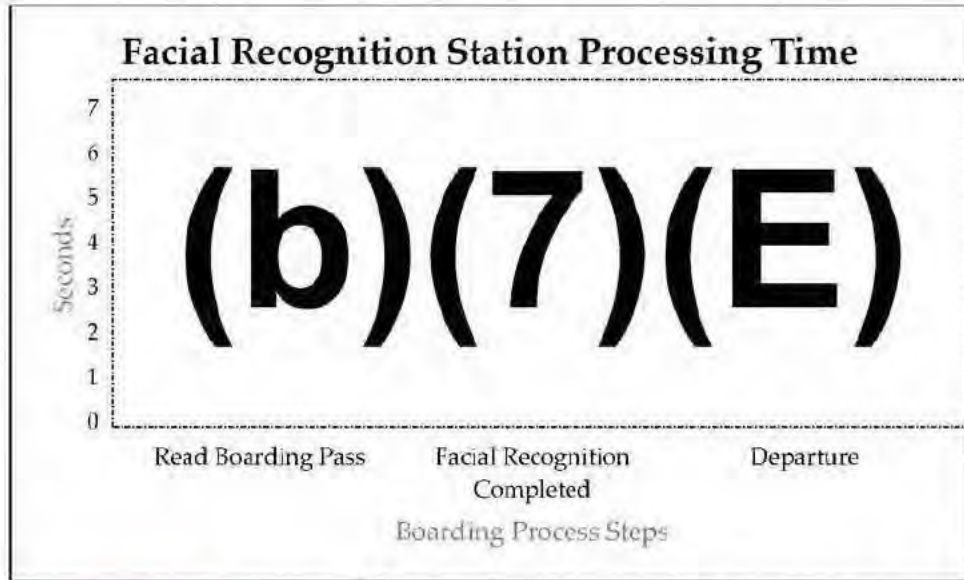 Facial Recognition Station Processing Time
7
6
5
4
3
2
1
0
Seconds
(b)(7)(E)
Read Boarding Pass
Facial Recognition
Completed
Departure
Boarding Process Steps